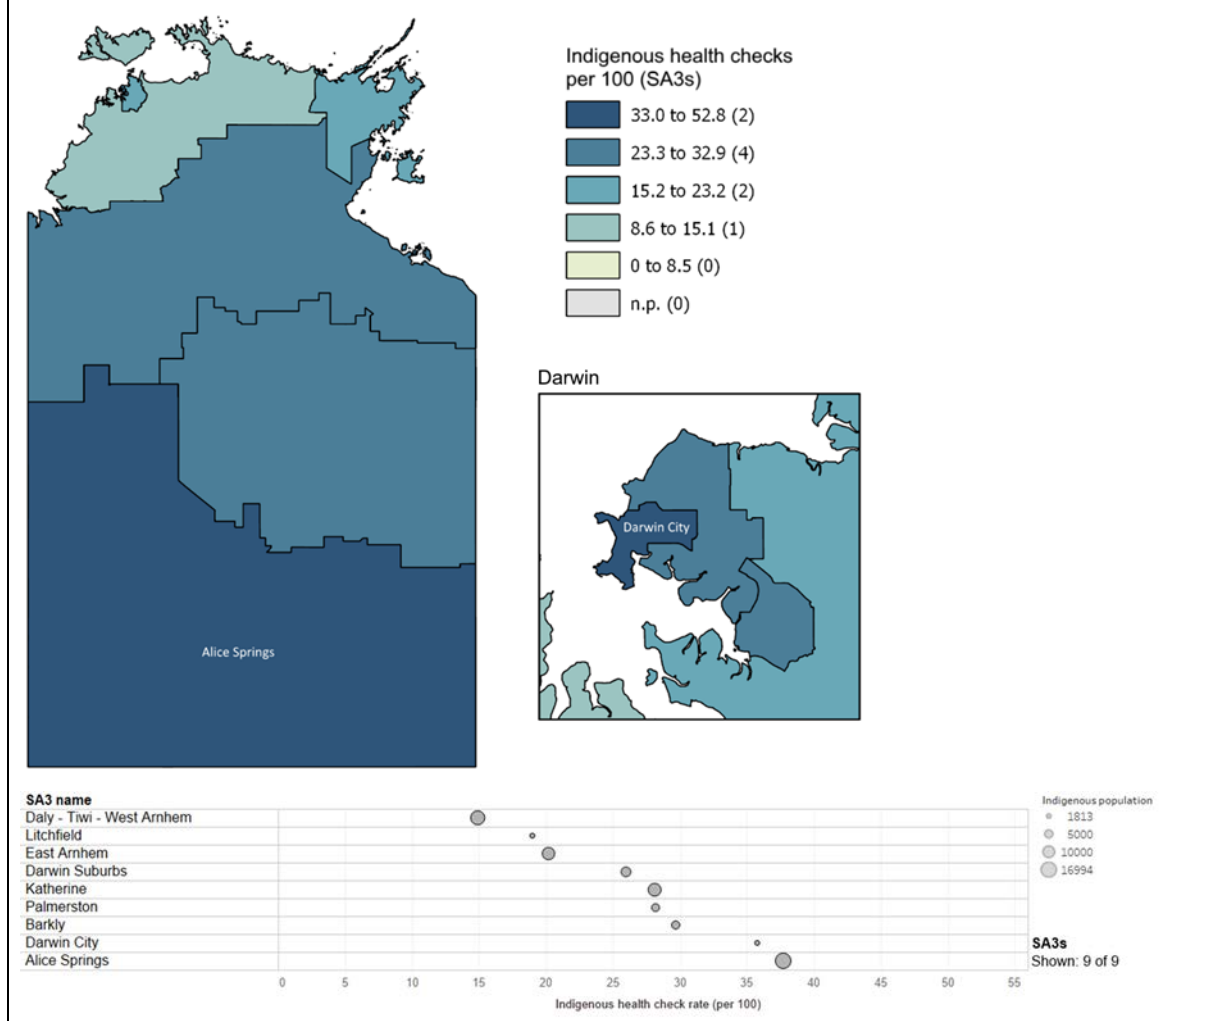 Indigenous health checks
per 100 (SA3s)
33.0 to 52.8 (2)
23.3 to 32.9 (4)
15.2 to 23.2 (2)
8.6 to 15.1 (1)
0 to 8.5 (0)
n.p. (0)
Darwin
Darwin City
Alice Springs
SA3 name
Daly - Tiwi - West Arnhem
Litchfield
East Arnhem
Darwin Suburbs
Katherine
Palmerston
Barkly
Darwin City
Alice Springs
0 5 10 15 20 25 30 35 40 45 50 55
Indigenous health check rate (per 100)
Indigenous population
1813
5000
10000
16994
SA3s
Shown: 9 of 9